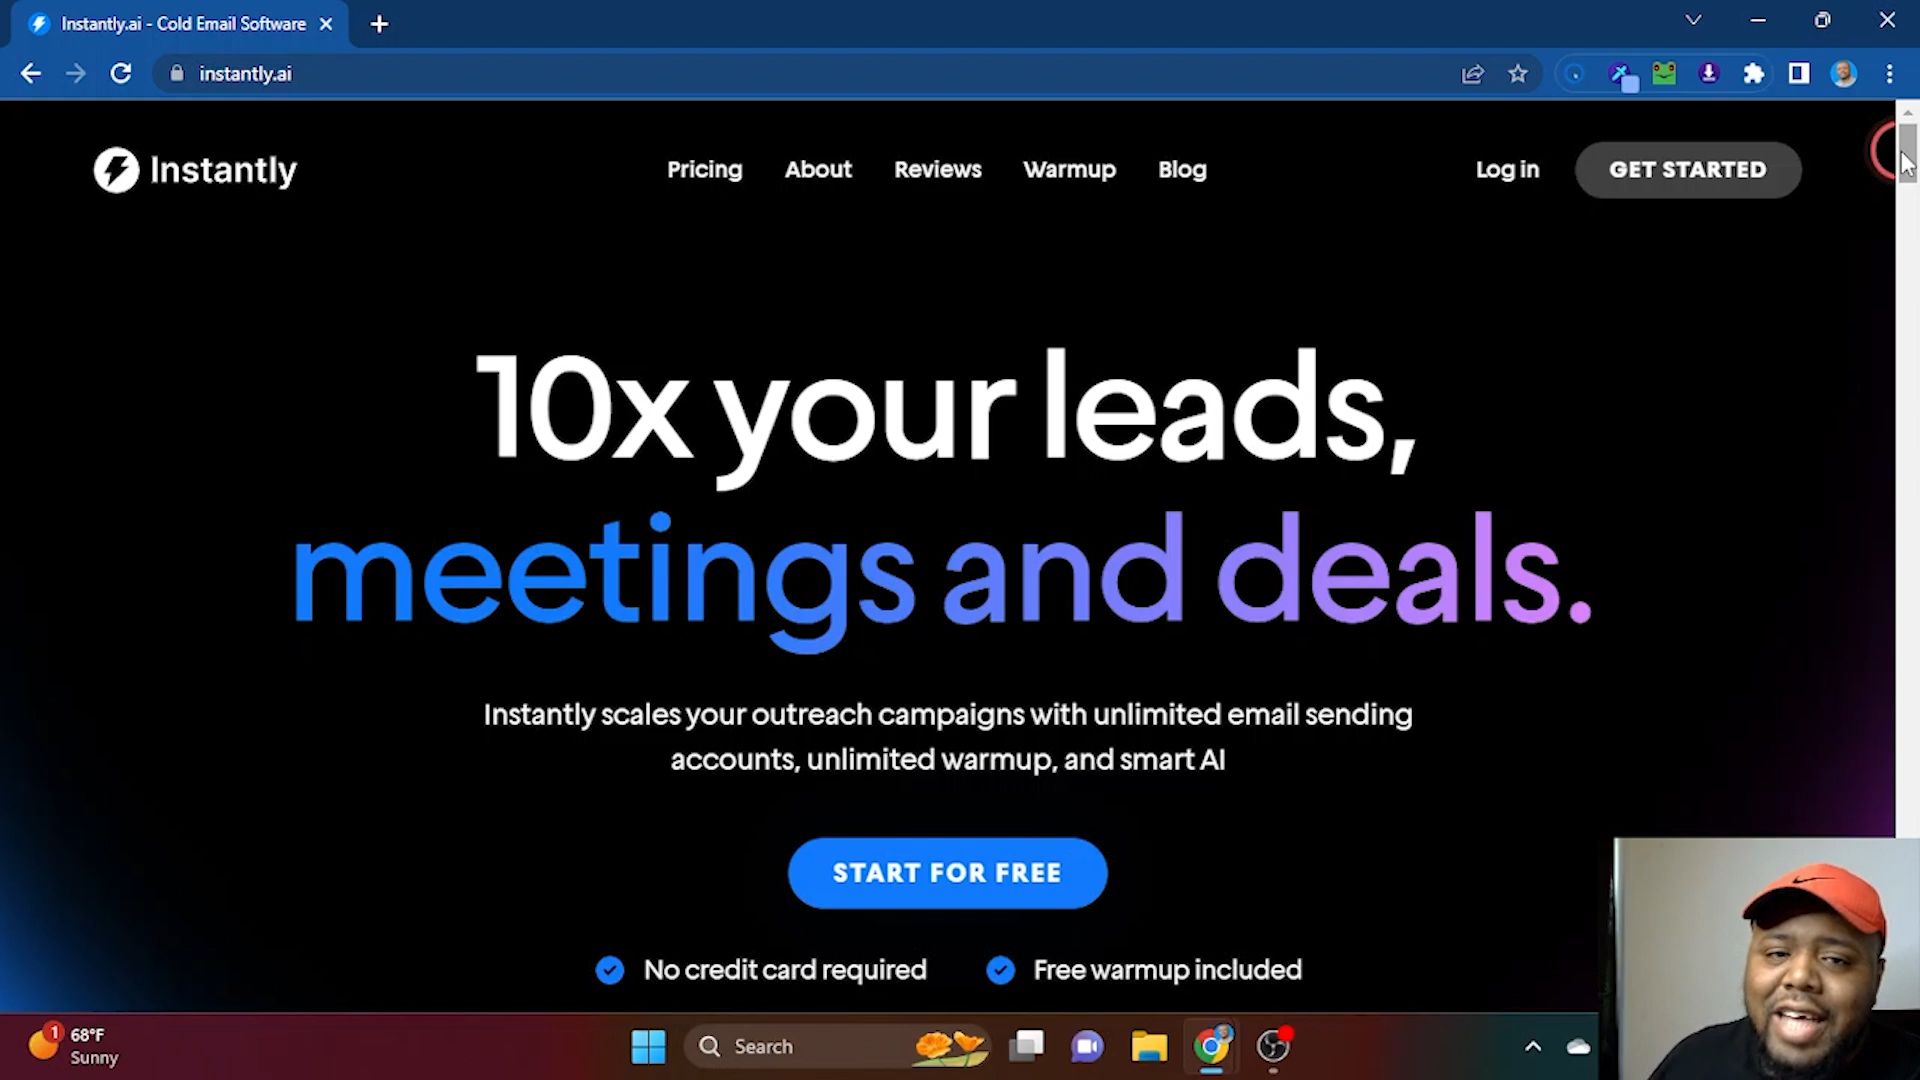 Instantly.ai - Cold Email Software
instantly.ai
Instantly
Pricing About Reviews Warmup Blog
Log in GET STARTED
10x your leads,
meetings and deals.
Instantly scales your outreach campaigns with unlimited email sending
accounts, unlimited warmup, and smart AI
START FOR FREE
No credit card required Free warmup included
1
68°F
Sunny
Search